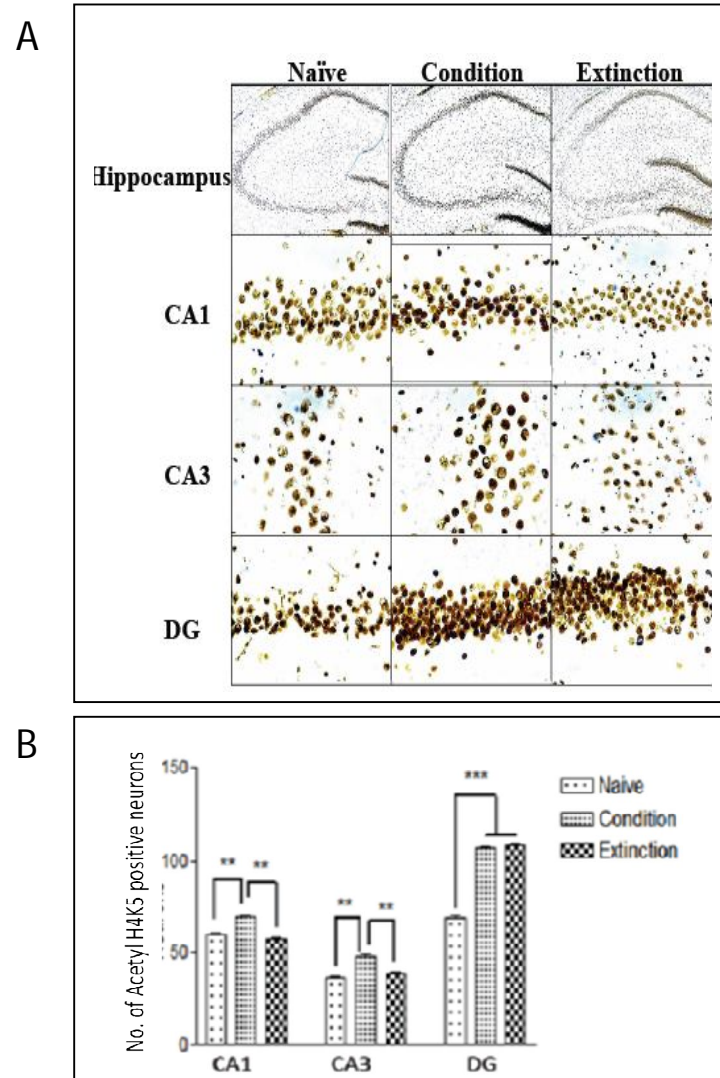 A
Naïve Condition Extinction
Hippocampus
CA1
CA3
DG
B
No. of Acetyl H4K5 positive neurons
150
100
50
0
** **
** **
***
Naive
Condition
Extinction
CA1 CA3 DG